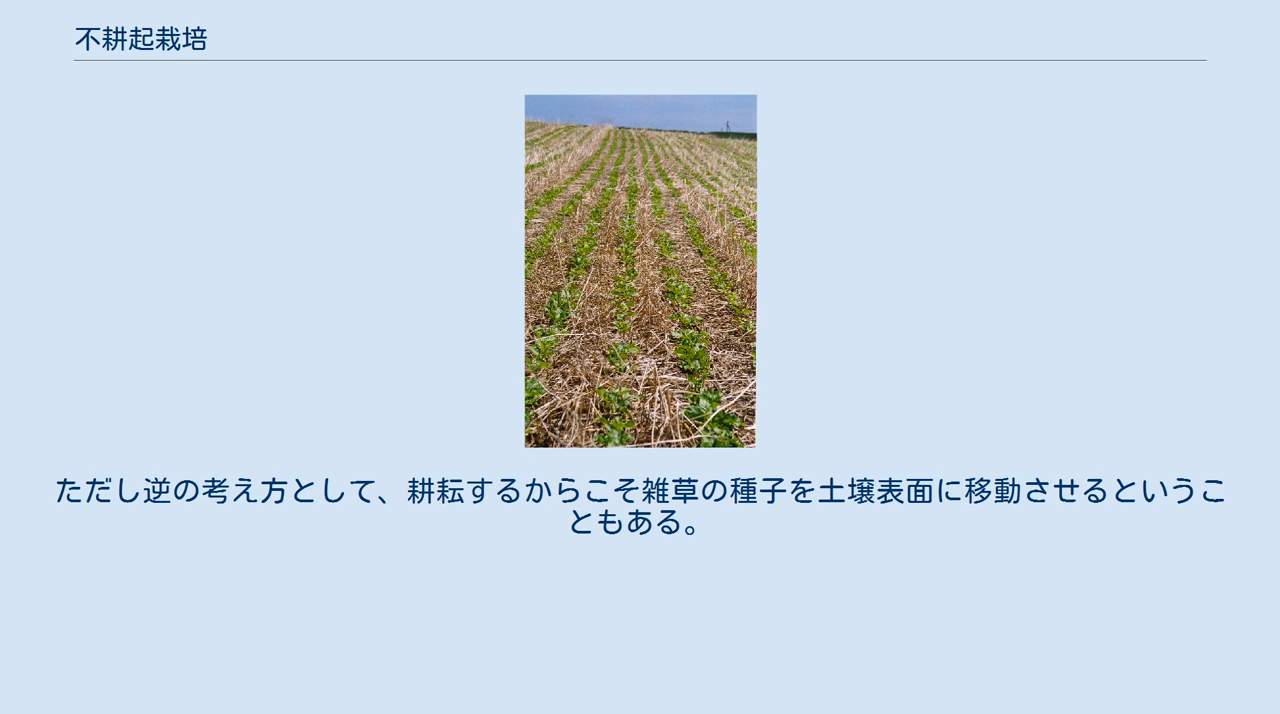 不耕起栽培
ただし逆の考え方として、耕耘するからこそ雑草の種子を土壌表面に移動させるというこ
ともある。